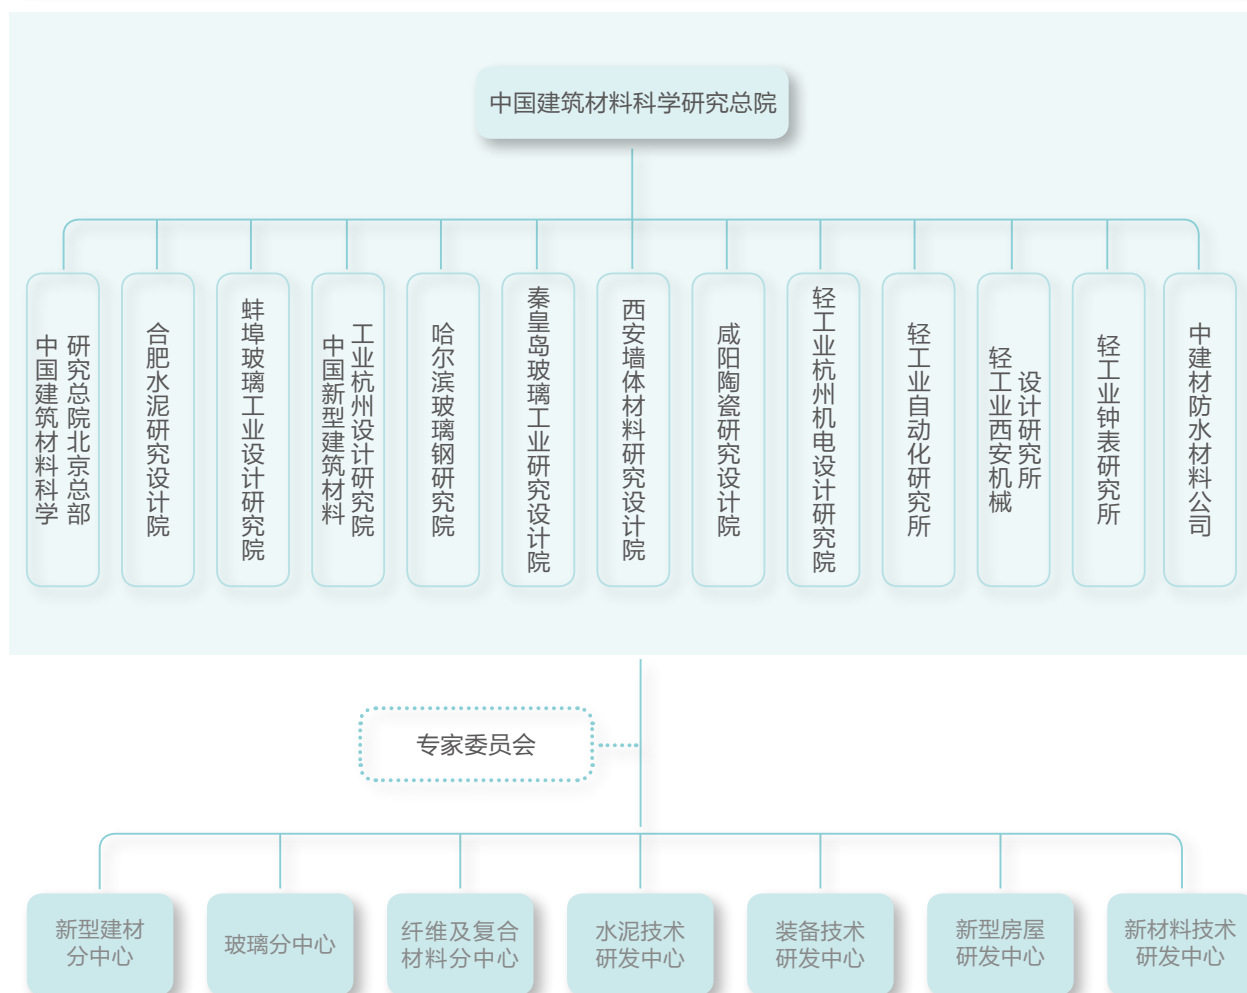 中国建筑材料科学研究总院
中国建筑材料科学
研究总院北京总部
合肥水泥研究设计院
蚌埠玻璃工业设计研究院
中国新型建筑材料
工业杭州设计研究院
哈尔滨玻璃钢研究院
秦皇岛玻璃工业研究设计院
西安墙体材料研究设计院
咸阳陶瓷研究设计院
轻工业杭州机电设计研究院
轻工业自动化研究所
轻工业西安机械
设计研究所
轻工业钟表研究所
中建材防水材料公司
专家委员会
新型建材
分中心
玻璃分中心
纤维及复合
材料分中心
水泥技术
研发中心
装备技术
研发中心
新型房屋
研发中心
新材料技术
研发中心